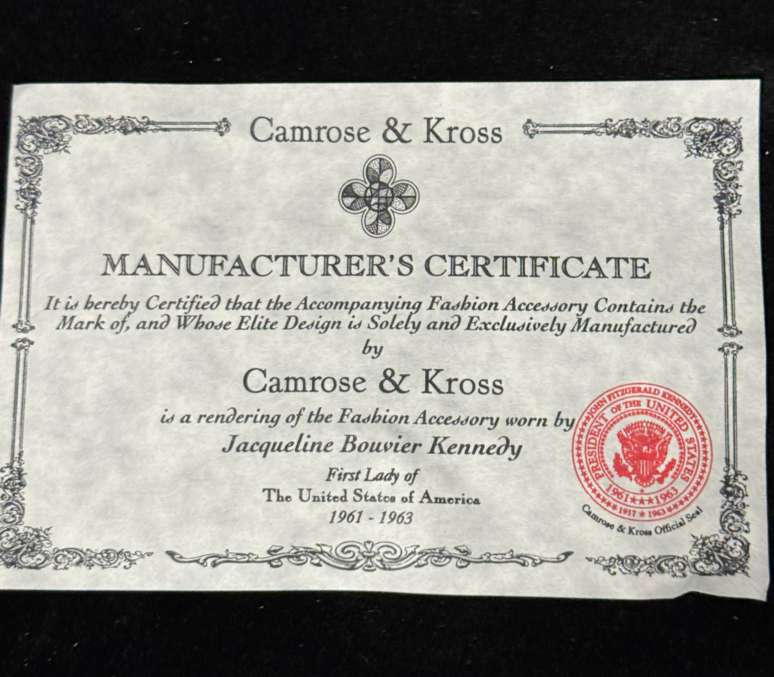 Camrose & Kross
MANUFACTURER'S CERTIFICATE
It is hereby Certified that the Accompanying Fashion Accessory Contains the
Mark of, and Whose Elite Design is Solely and Exclusively Manufactured
by
Camrose & Kross
is a rendering of the Fashion Accessory worn by
Jacqueline Bouvier Kennedy
First Lady of
The United States of America
1961 - 1963
JOHN FITZGERALD KENNEDY
PRESIDENT OF THE UNITED STATES
1961★★★1963
1917 ★ 1963
Camrose & Kross Official Seal